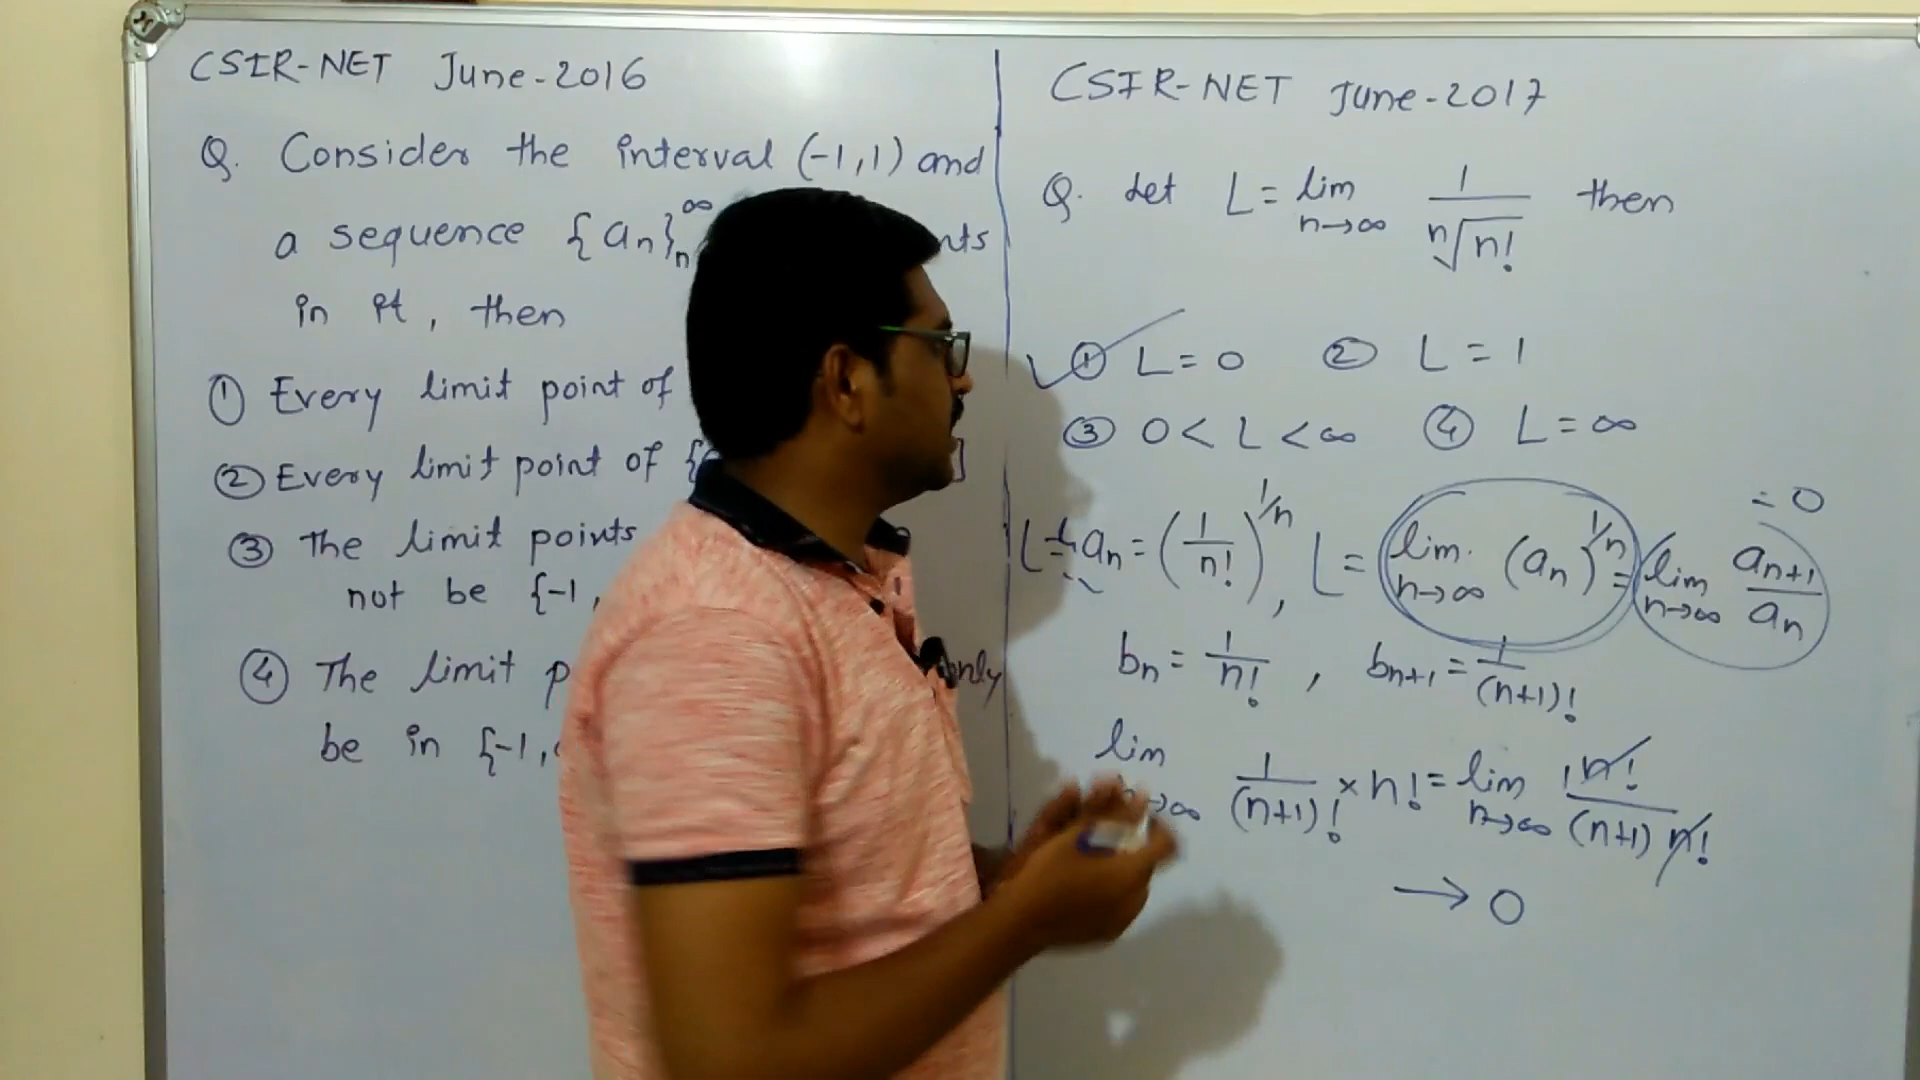 CSIR-NET June-2016
Q. Consider the interval (-1,1) and
a sequence {an}n∞
in it, then
① Every limit point of
② Every limit point of { ]
③ The limit points
not be {-1,
④ The limit only
be in {-1,
CSIR-NET June-2017
Q. Let L = lim n→∞ 1/ⁿ√n! then
① L = 0 ② L = 1
③ 0 < L < ∞ ④ L = ∞
= 0
an = (1/n!)^1/n, L = lim n→∞ (an)^1/n = lim n→∞ an+1/an
bn = 1/n! , bn+1 = 1/(n+1)!
lim n→∞ 1/(n+1)! × n! = lim n→∞ 1 n!/(n+1) n!
→ 0